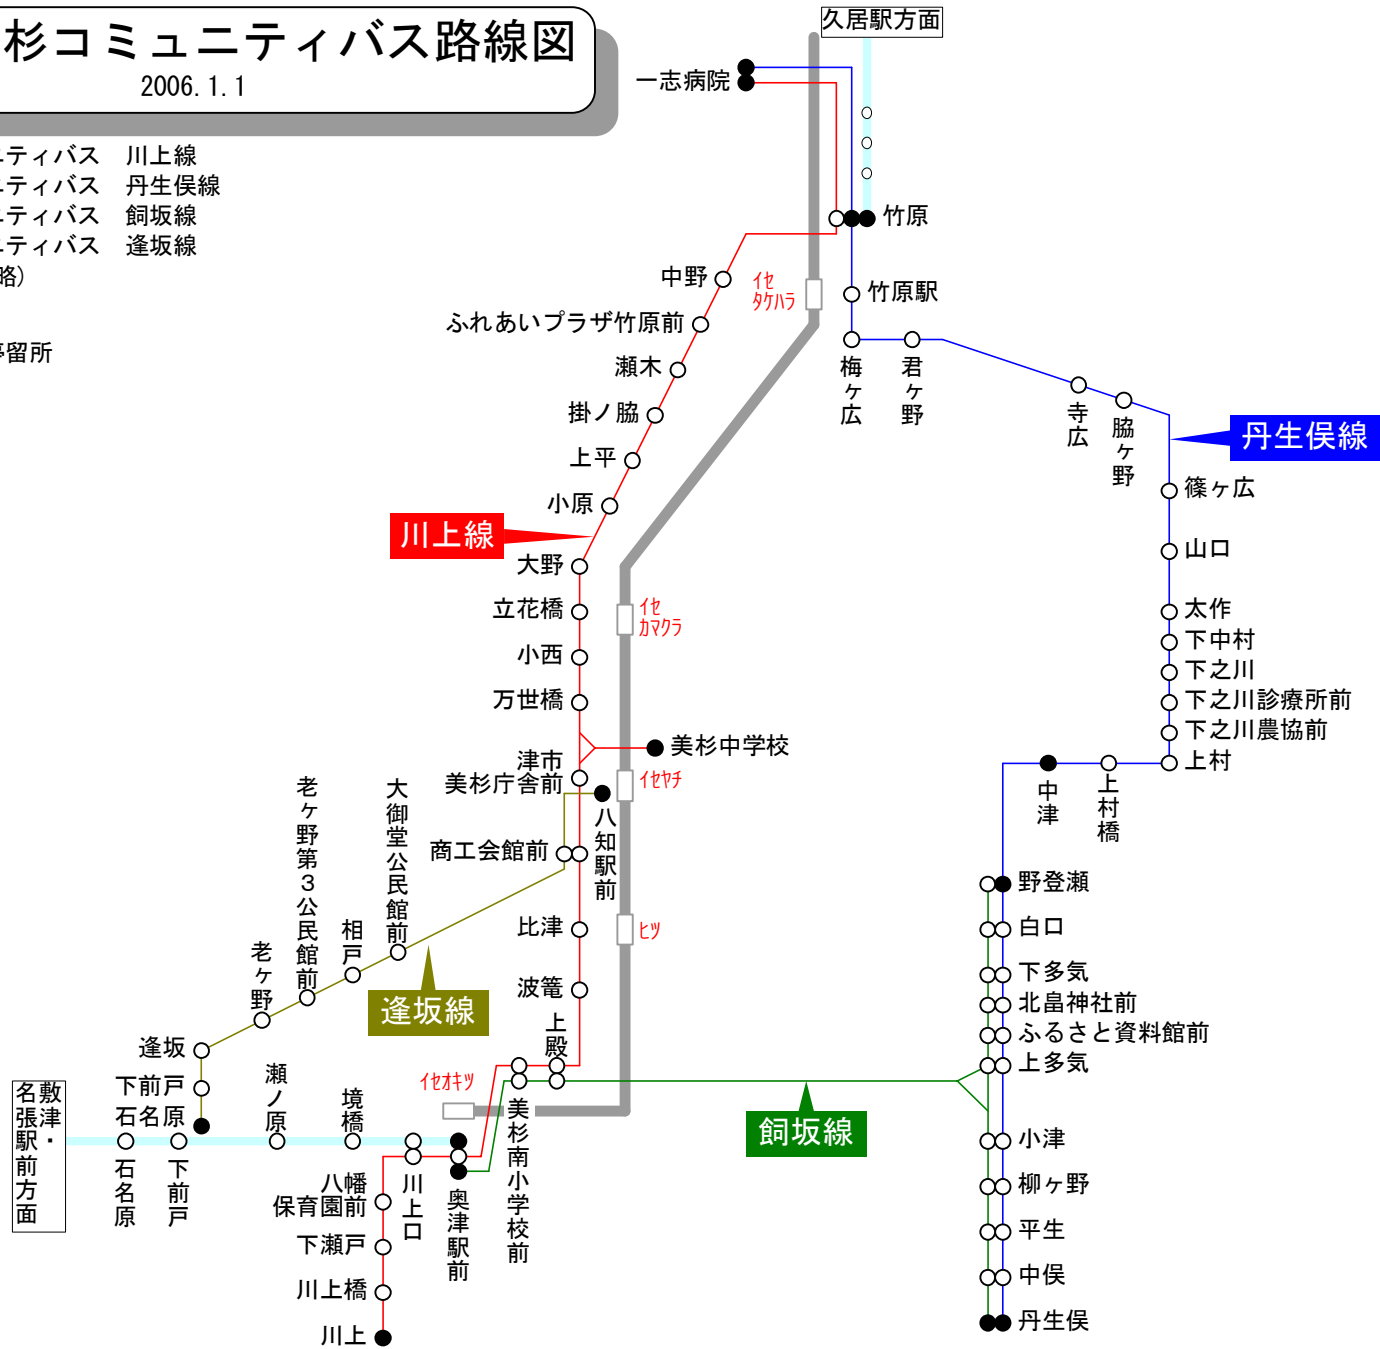 杉コミュニティバス路線図
2006.1.1
ニティバス 川上線
ニティバス 丹生俣線
ニティバス 飼坂線
ニティバス 逢坂線
略)
停留所
久居駅方面
一志病院
竹原
中野
イセ
タケハラ
竹原駅
ふれあいプラザ竹原前
瀬木
梅ヶ広
君ヶ野
掛ノ脇
寺広
脇ヶ野
丹生俣線
上平
小原
篠ヶ広
川上線
山口
大野
立花橋
イセ
カマクラ
太作
下中村
小西
下之川
万世橋
下之川診療所前
下之川農協前
美杉中学校
上村
津市
美杉庁舎前
イセヤチ
中津
上村橋
八知駅前
商工会館前
大御堂公民館前
老ヶ野第3公民館前
相戸
老ヶ野
野登瀬
比津
ヒツ
白口
逢坂線
波篭
下多気
北畠神社前
ふるさと資料館前
上殿
上多気
逢坂
イセオキツ
下前戸
石名原
瀬ノ原
境橋
美杉南小学校前
飼坂線
名張駅前方面
敷津・
小津
石名原
下前戸
八幡
保育園前
川上口
奥津駅前
柳ヶ野
平生
下瀬戸
中俣
川上橋
丹生俣
川上